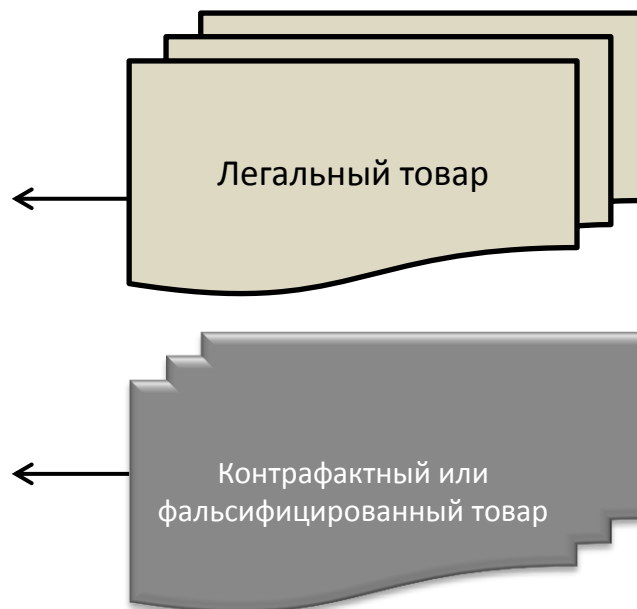 Легальный товар
Контрафактный или
фальсифицированный товар